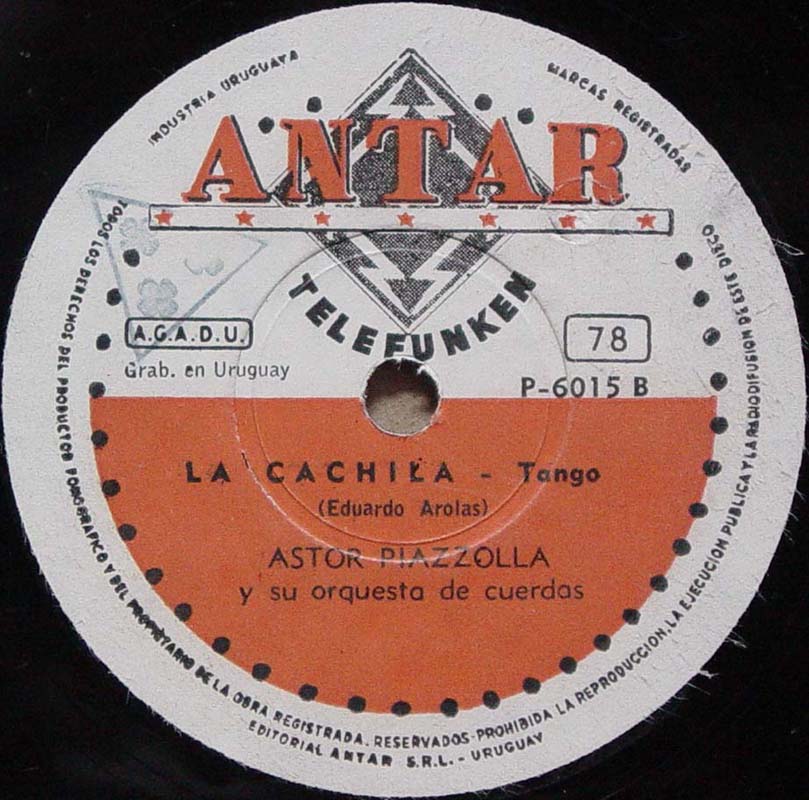 INDUSTRIA URUGUAYA
MARCAS REGISTRADAS
ANTAR
TELEFUNKEN
A.G.A.D.U.
Grab. en Uruguay
78
P-6015 B
LA CACHILA - Tango
(Eduardo Arolas)
ASTOR PIAZZOLLA
y su orquesta de cuerdas
TODOS LOS DERECHOS DEL PRODUCTOR FONOGRAFICO Y DEL PROPIETARIO DE LA OBRA REGISTRADA. RESERVADOS-PROHIBIDA LA REPRODUCCION, LA EJECUCION PUBLICA Y LA RADIODIFUSION DE ESTE DISCO
EDITORIAL ANTAR S.R.L. - URUGUAY